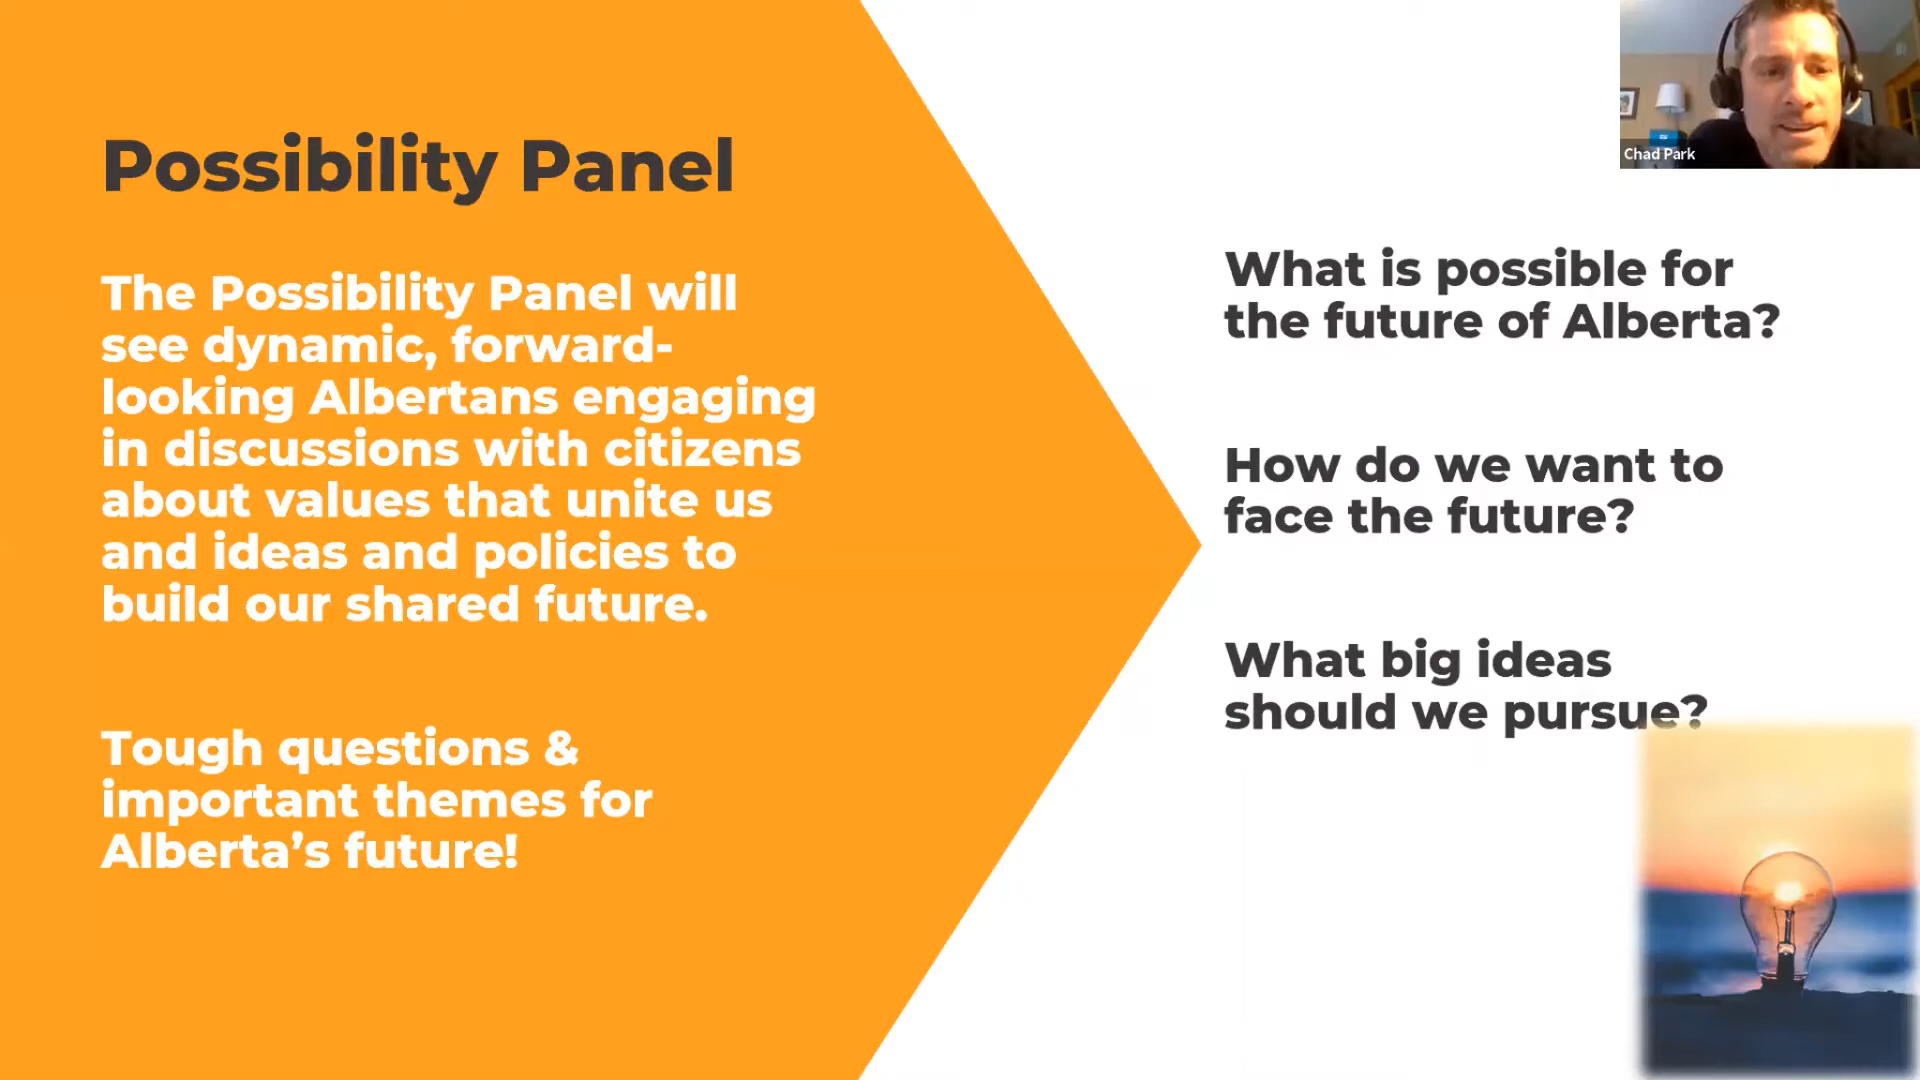 Possibility Panel
The Possibility Panel will
see dynamic, forward-
looking Albertans engaging
in discussions with citizens
about values that unite us
and ideas and policies to
build our shared future.
Tough questions &
important themes for
Alberta’s future!
Chad Park
What is possible for
the future of Alberta?
How do we want to
face the future?
What big ideas
should we pursue?